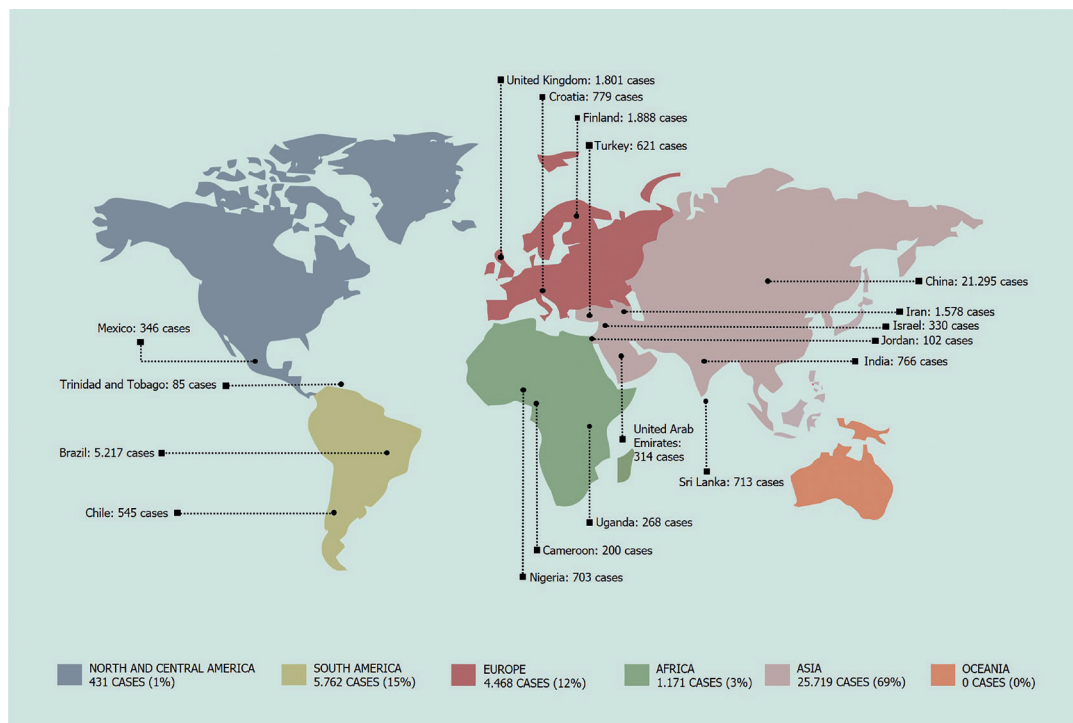 United Kingdom: 1.801 cases
Croatia: 779 cases
Finland: 1.888 cases
Turkey: 621 cases
China: 21.295 cases
Iran: 1.578 cases
Israel: 330 cases
Jordan: 102 cases
India: 766 cases
Mexico: 346 cases
Trinidad and Tobago: 85 cases
Brazil: 5.217 cases
Chile: 545 cases
United Arab
Emirates:
314 cases
Sri Lanka: 713 cases
Uganda: 268 cases
Cameroon: 200 cases
Nigeria: 703 cases
NORTH AND CENTRAL AMERICA
431 CASES (1%)
SOUTH AMERICA
5.762 CASES (15%)
EUROPE
4.468 CASES (12%)
AFRICA
1.171 CASES (3%)
ASIA
25.719 CASES (69%)
OCEANIA
0 CASES (0%)